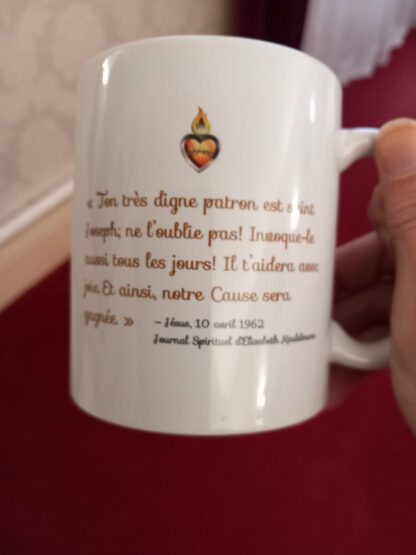 « Ton très digne patron est saint
Joseph; ne l'oublie pas! Invoque-le
aussi tous les jours! Il t'aidera avec
joie. Et ainsi, notre Cause sera
gagnée. »
– Jésus, 10 avril 1962
Journal Spirituel d'Elisabeth Kindelmann